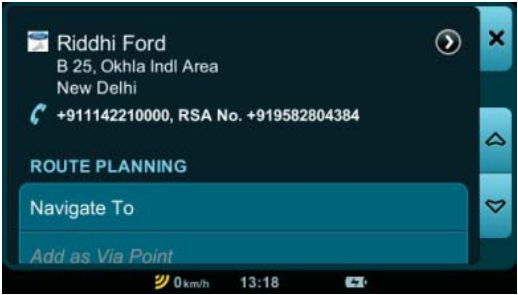 Riddhi Ford
B 25, Okhla Indl Area
New Delhi
+911142210000, RSA No. +919582804384
ROUTE PLANNING
Navigate To
Add as Via Point
0km/h 13:18